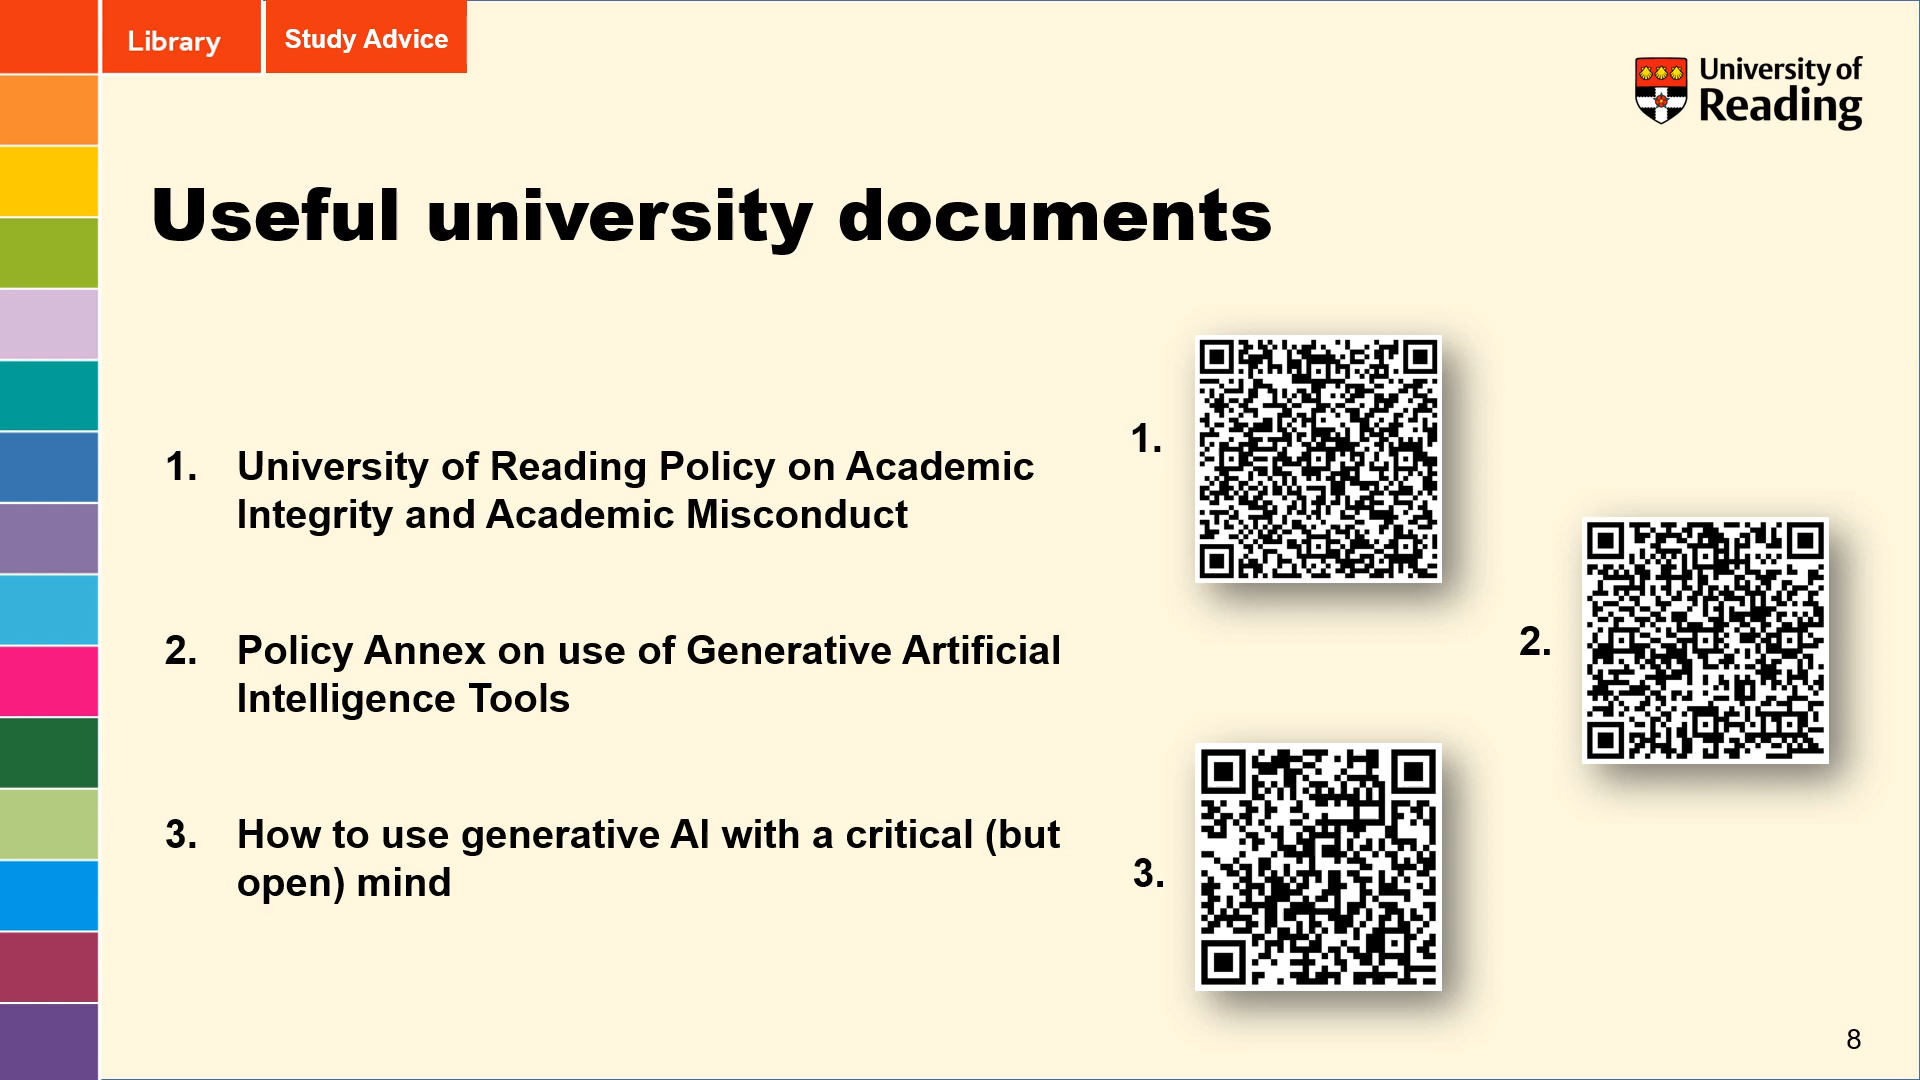 Library
Study Advice
University of
Reading
Useful university documents
1. University of Reading Policy on Academic
Integrity and Academic Misconduct
2. Policy Annex on use of Generative Artificial
Intelligence Tools
3. How to use generative AI with a critical (but
open) mind
1.
2.
3.
8